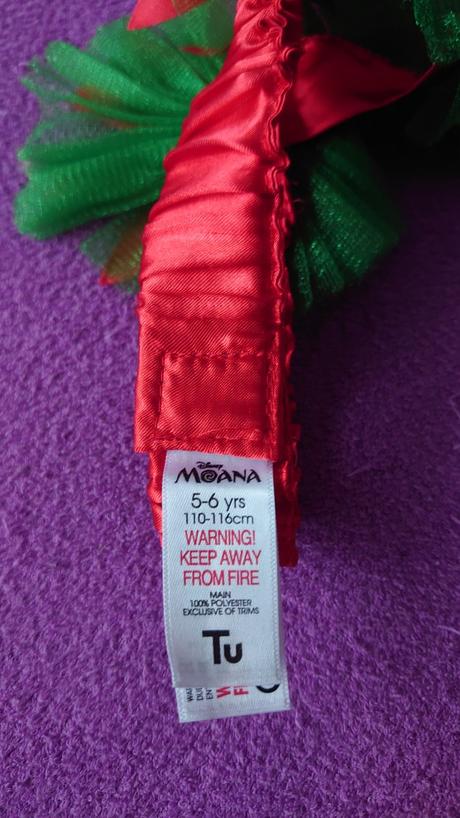 Disney
MOANA
5-6 yrs
110-116cm
WARNING!
KEEP AWAY
FROM FIRE
MAIN
100% POLYESTER
EXCLUSIVE OF TRIMS
Tu